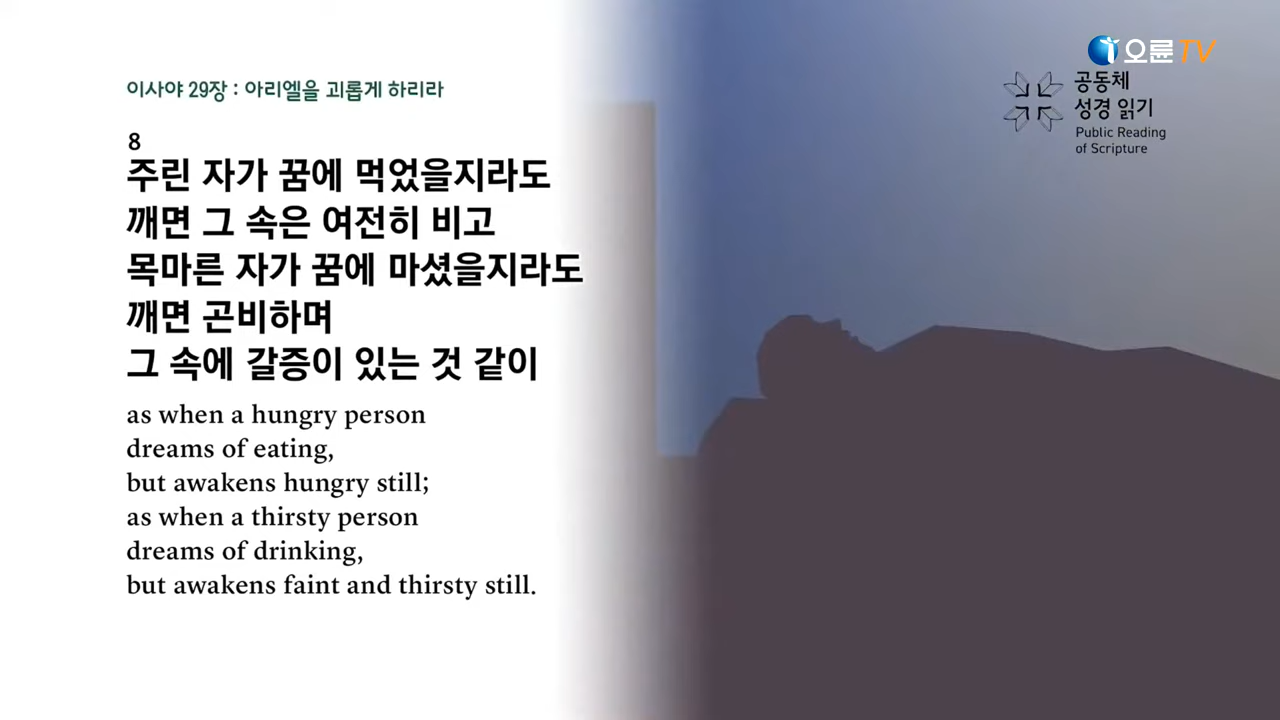 오륜TV
공동체
성경 읽기
Public Reading
of Scripture
이사야 29장 : 아리엘을 괴롭게 하리라
8
주린 자가 꿈에 먹었을지라도
깨면 그 속은 여전히 비고
목마른 자가 꿈에 마셨을지라도
깨면 곤비하며
그 속에 갈증이 있는 것 같이
as when a hungry person
dreams of eating,
but awakens hungry still;
as when a thirsty person
dreams of drinking,
but awakens faint and thirsty still.